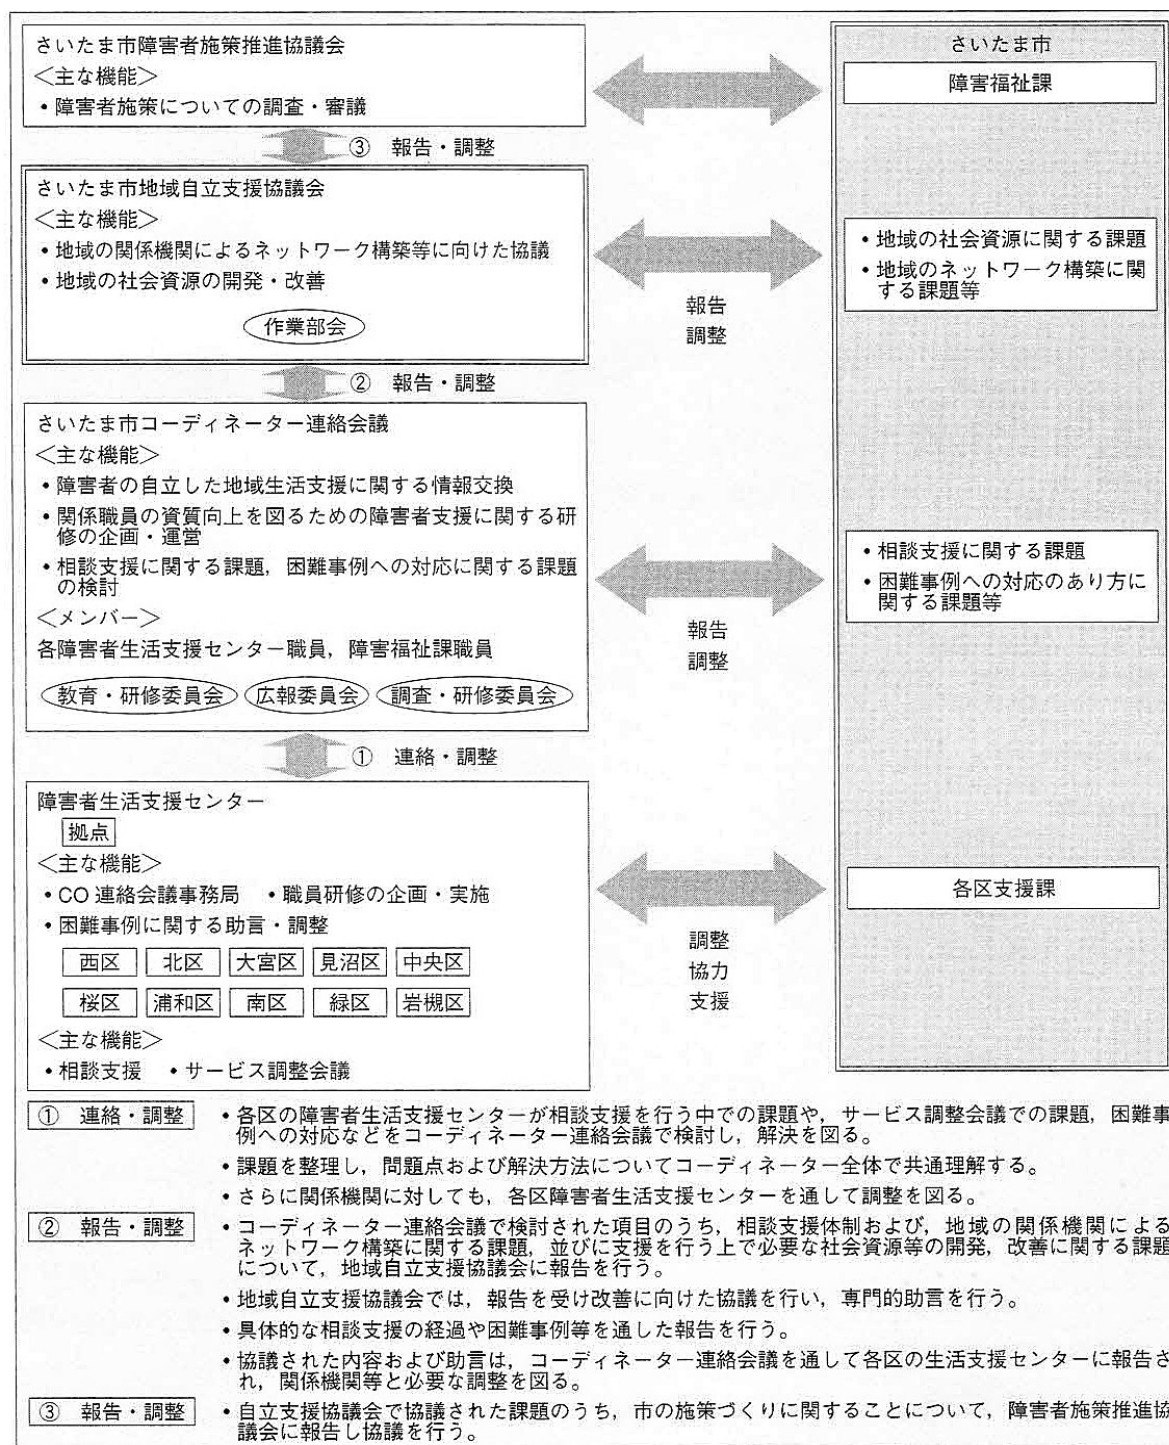 さいたま市障害者施策推進協議会
<主な機能>
・障害者施策についての調査・審議
③ 報告・調整
さいたま市地域自立支援協議会
<主な機能>
・地域の関係機関によるネットワーク構築等に向けた協議
・地域の社会資源の開発・改善
作業部会
② 報告・調整
さいたま市コーディネーター連絡会議
<主な機能>
・障害者の自立した地域生活支援に関する情報交換
・関係職員の資質向上を図るための障害者支援に関する研
修の企画・運営
・相談支援に関する課題，困難事例への対応に関する課題
の検討
<メンバー>
各障害者生活支援センター職員，障害福祉課職員
教育・研修委員会 広報委員会 調査・研修委員会
① 連絡・調整
障害者生活支援センター
拠点
<主な機能>
・CO 連絡会議事務局 ・職員研修の企画・実施
・困難事例に関する助言・調整
西区 北区 大宮区 見沼区 中央区
桜区 浦和区 南区 緑区 岩槻区
<主な機能>
・相談支援 ・サービス調整会議
報告
調整
報告
調整
調整
協力
支援
さいたま市
障害福祉課
・地域の社会資源に関する課題
・地域のネットワーク構築に関
する課題等
・相談支援に関する課題
・困難事例への対応のあり方に
関する課題等
各区支援課
① 連絡・調整
・各区の障害者生活支援センターが相談支援を行う中での課題や，サービス調整会議での課題，困難事
例への対応などをコーディネーター連絡会議で検討し，解決を図る。
・課題を整理し，問題点および解決方法についてコーディネーター全体で共通理解する。
・さらに関係機関に対しても，各区障害者生活支援センターを通して調整を図る。
② 報告・調整
・コーディネーター連絡会議で検討された項目のうち，相談支援体制および，地域の関係機関による
ネットワーク構築に関する課題，並びに支援を行う上で必要な社会資源等の開発，改善に関する課題
について，地域自立支援協議会に報告を行う。
・地域自立支援協議会では，報告を受け改善に向けた協議を行い，専門的助言を行う。
・具体的な相談支援の経過や困難事例等を通した報告を行う。
・協議された内容および助言は，コーディネーター連絡会議を通して各区の生活支援センターに報告さ
れ，関係機関等と必要な調整を図る。
③ 報告・調整
・自立支援協議会で協議された課題のうち，市の施策づくりに関することについて，障害者施策推進協
議会に報告し協議を行う。